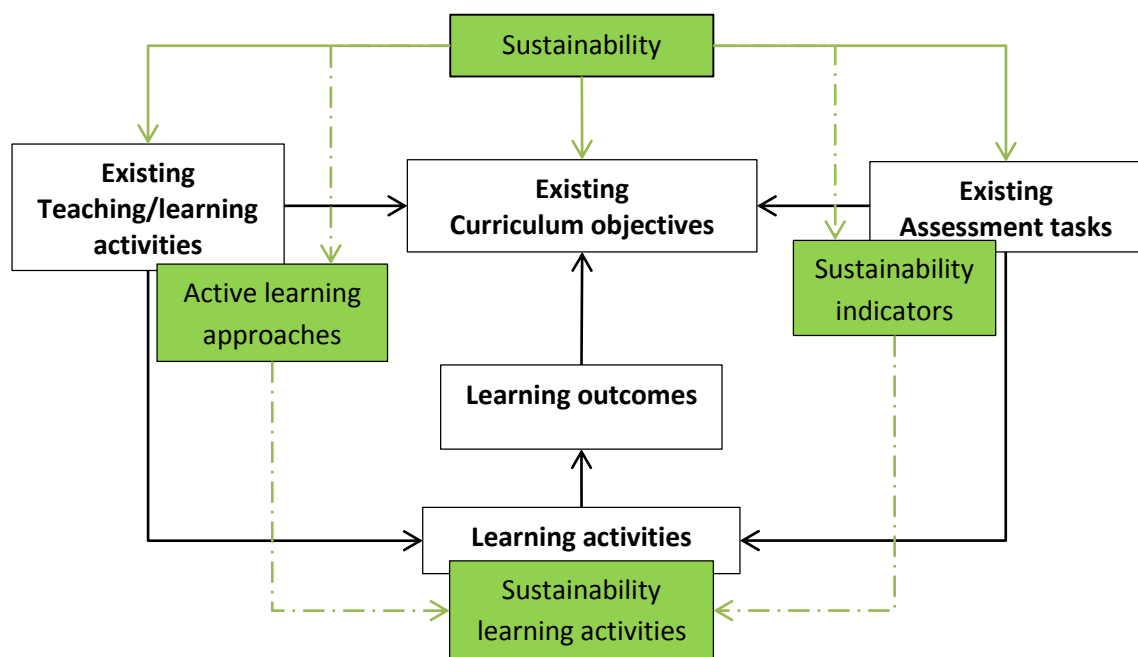 Sustainability
Existing
Teaching/learning
activities
Existing
Curriculum objectives
Existing
Assessment tasks
Active learning
approaches
Sustainability
indicators
Learning outcomes
Learning activities
Sustainability
learning activities